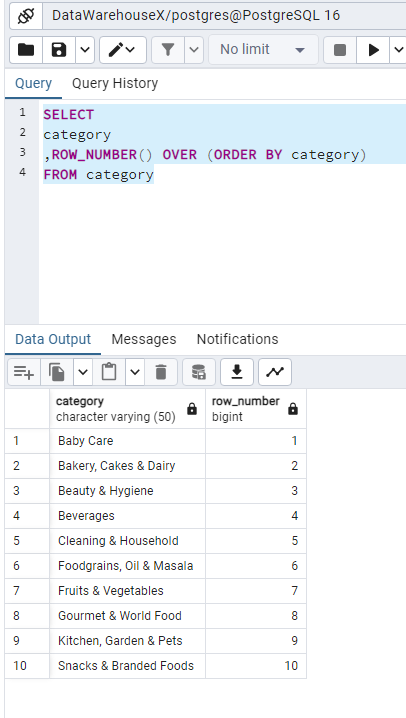 DataWarehouseX/postgres@PostgreSQL 16
No limit
Query Query History
1 SELECT
2 category
3 ,ROW_NUMBER() OVER (ORDER BY category)
4 FROM category
Data Output Messages Notifications
category row_number
character varying (50) bigint
1 Baby Care 1
2 Bakery, Cakes & Dairy 2
3 Beauty & Hygiene 3
4 Beverages 4
5 Cleaning & Household 5
6 Foodgrains, Oil & Masala 6
7 Fruits & Vegetables 7
8 Gourmet & World Food 8
9 Kitchen, Garden & Pets 9
10 Snacks & Branded Foods 10